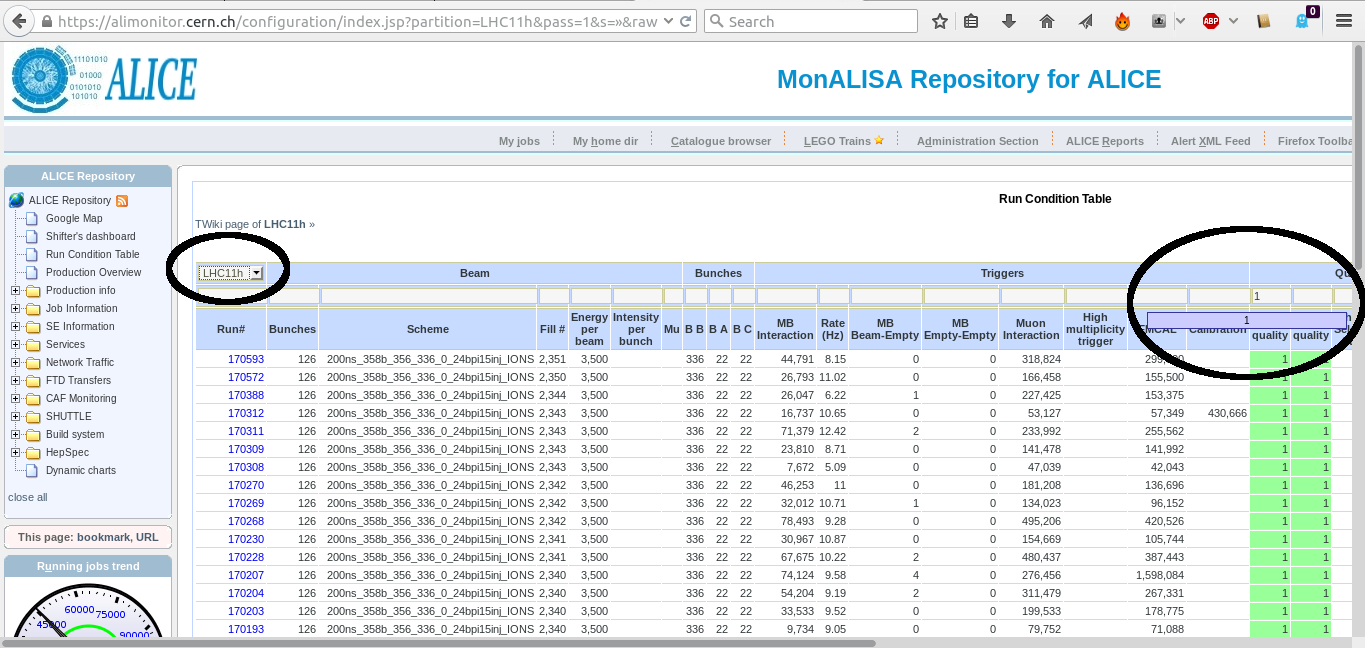 https://alimonitor.cern.ch/configuration/index.jsp?partition=LHC11h&pass=1&s=»&raw
Search
ABP
0
11101010
01000
0101010
101010
ALICE
MonALISA Repository for ALICE
My jobs My home dir Catalogue browser LEGO Trains Administration Section ALICE Reports Alert XML Feed Firefox Toolba
ALICE Repository
ALICE Repository
Google Map
Shifter's dashboard
Run Condition Table
Production Overview
Production info
Job Information
SE Information
Services
Network Traffic
FTD Transfers
CAF Monitoring
SHUTTLE
Build system
HepSpec
Dynamic charts
close all
This page: bookmark, URL
Running jobs trend
45000 60000 75000 90000
Run Condition Table
TWiki page of LHC11h »
LHC11h Beam Bunches Triggers Qu
1
1
Run# Bunches Scheme Fill # Energy per beam Intensity per bunch Mu B B B A B C MB Interaction Rate (Hz) MB Beam-Empty MB Empty-Empty Muon Interaction High multiplicity trigger EMCAL Calibration quality quality
170593 126 200ns_358b_356_336_0_24bpi15inj_IONS 2,351 3,500 336 22 22 44,791 8.15 0 0 318,824 1
170572 126 200ns_358b_356_336_0_24bpi15inj_IONS 2,350 3,500 336 22 22 26,793 11.02 0 0 166,458 155,500 1 1
170388 126 200ns_358b_356_336_0_24bpi15inj_IONS 2,344 3,500 336 22 22 26,047 6.22 1 0 227,425 153,375 1 1
170312 126 200ns_358b_356_336_0_24bpi15inj_IONS 2,343 3,500 336 22 22 16,737 10.65 0 0 53,127 57,349 430,666 1 1
170311 126 200ns_358b_356_336_0_24bpi15inj_IONS 2,343 3,500 336 22 22 71,379 12.42 2 0 233,992 255,562 1 1
170309 126 200ns_358b_356_336_0_24bpi15inj_IONS 2,343 3,500 336 22 22 23,810 8.71 0 0 141,478 141,992 1 1
170308 126 200ns_358b_356_336_0_24bpi15inj_IONS 2,343 3,500 336 22 22 7,672 5.09 0 0 47,039 42,043 1 1
170270 126 200ns_358b_356_336_0_24bpi15inj_IONS 2,342 3,500 336 22 22 46,253 11 0 0 181,208 136,696 1 1
170269 126 200ns_358b_356_336_0_24bpi15inj_IONS 2,342 3,500 336 22 22 32,012 10.71 1 0 134,023 96,152 1 1
170268 126 200ns_358b_356_336_0_24bpi15inj_IONS 2,342 3,500 336 22 22 78,493 9.28 0 0 495,206 420,526 1 1
170230 126 200ns_358b_356_336_0_24bpi15inj_IONS 2,341 3,500 336 22 22 30,967 10.87 0 0 154,669 105,744 1 1
170228 126 200ns_358b_356_336_0_24bpi15inj_IONS 2,341 3,500 336 22 22 67,675 10.22 2 0 480,437 387,443 1 1
170207 126 200ns_358b_356_336_0_24bpi15inj_IONS 2,340 3,500 336 22 22 74,124 9.58 4 0 276,456 1,598,084 1 1
170204 126 200ns_358b_356_336_0_24bpi15inj_IONS 2,340 3,500 336 22 22 54,204 9.19 2 0 311,479 267,331 1 1
170203 126 200ns_358b_356_336_0_24bpi15inj_IONS 2,340 3,500 336 22 22 33,533 9.52 0 0 199,533 178,775 1 1
170193 126 200ns_358b_356_336_0_24bpi15inj_IONS 2,340 3,500 336 22 22 9,734 9.05 0 0 79,752 71,088 1 1